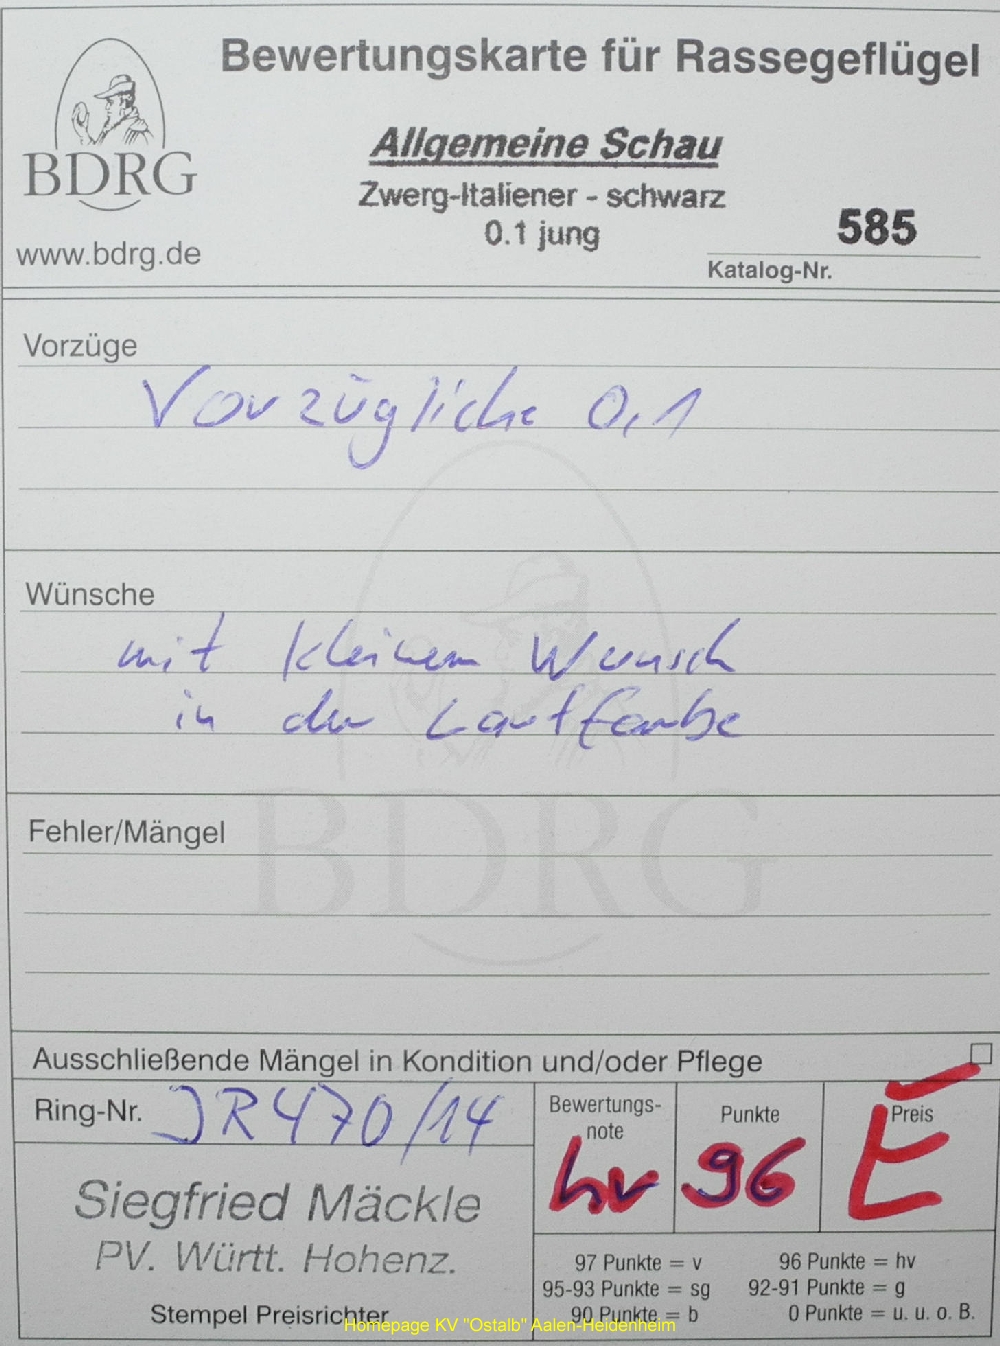 Bewertungskarte für Rassegeflügel
BDRG
www.bdrg.de
Allgemeine Schau
Zwerg-Italiener - schwarz
0.1 jung
585
Katalog-Nr.
Vorzüge
Vorzügliche 0,1
Wünsche
mit kleinem Wunsch
in der Lauffarbe
BDRG
Fehler/Mängel
Ausschließende Mängel in Kondition und/oder Pflege
Ring-Nr. JR470/14
Bewertungs-
note
hv
Punkte
96
Preis
E
Siegfried Mäckle
PV. Württ. Hohenz.
Stempel Preisrichter
97 Punkte = v 96 Punkte = hv
95-93 Punkte = sg 92-91 Punkte = g
90 Punkte = b 0 Punkte = u. u. o. B.
Homepage KV "Ostalb" Aalen-Heidenheim